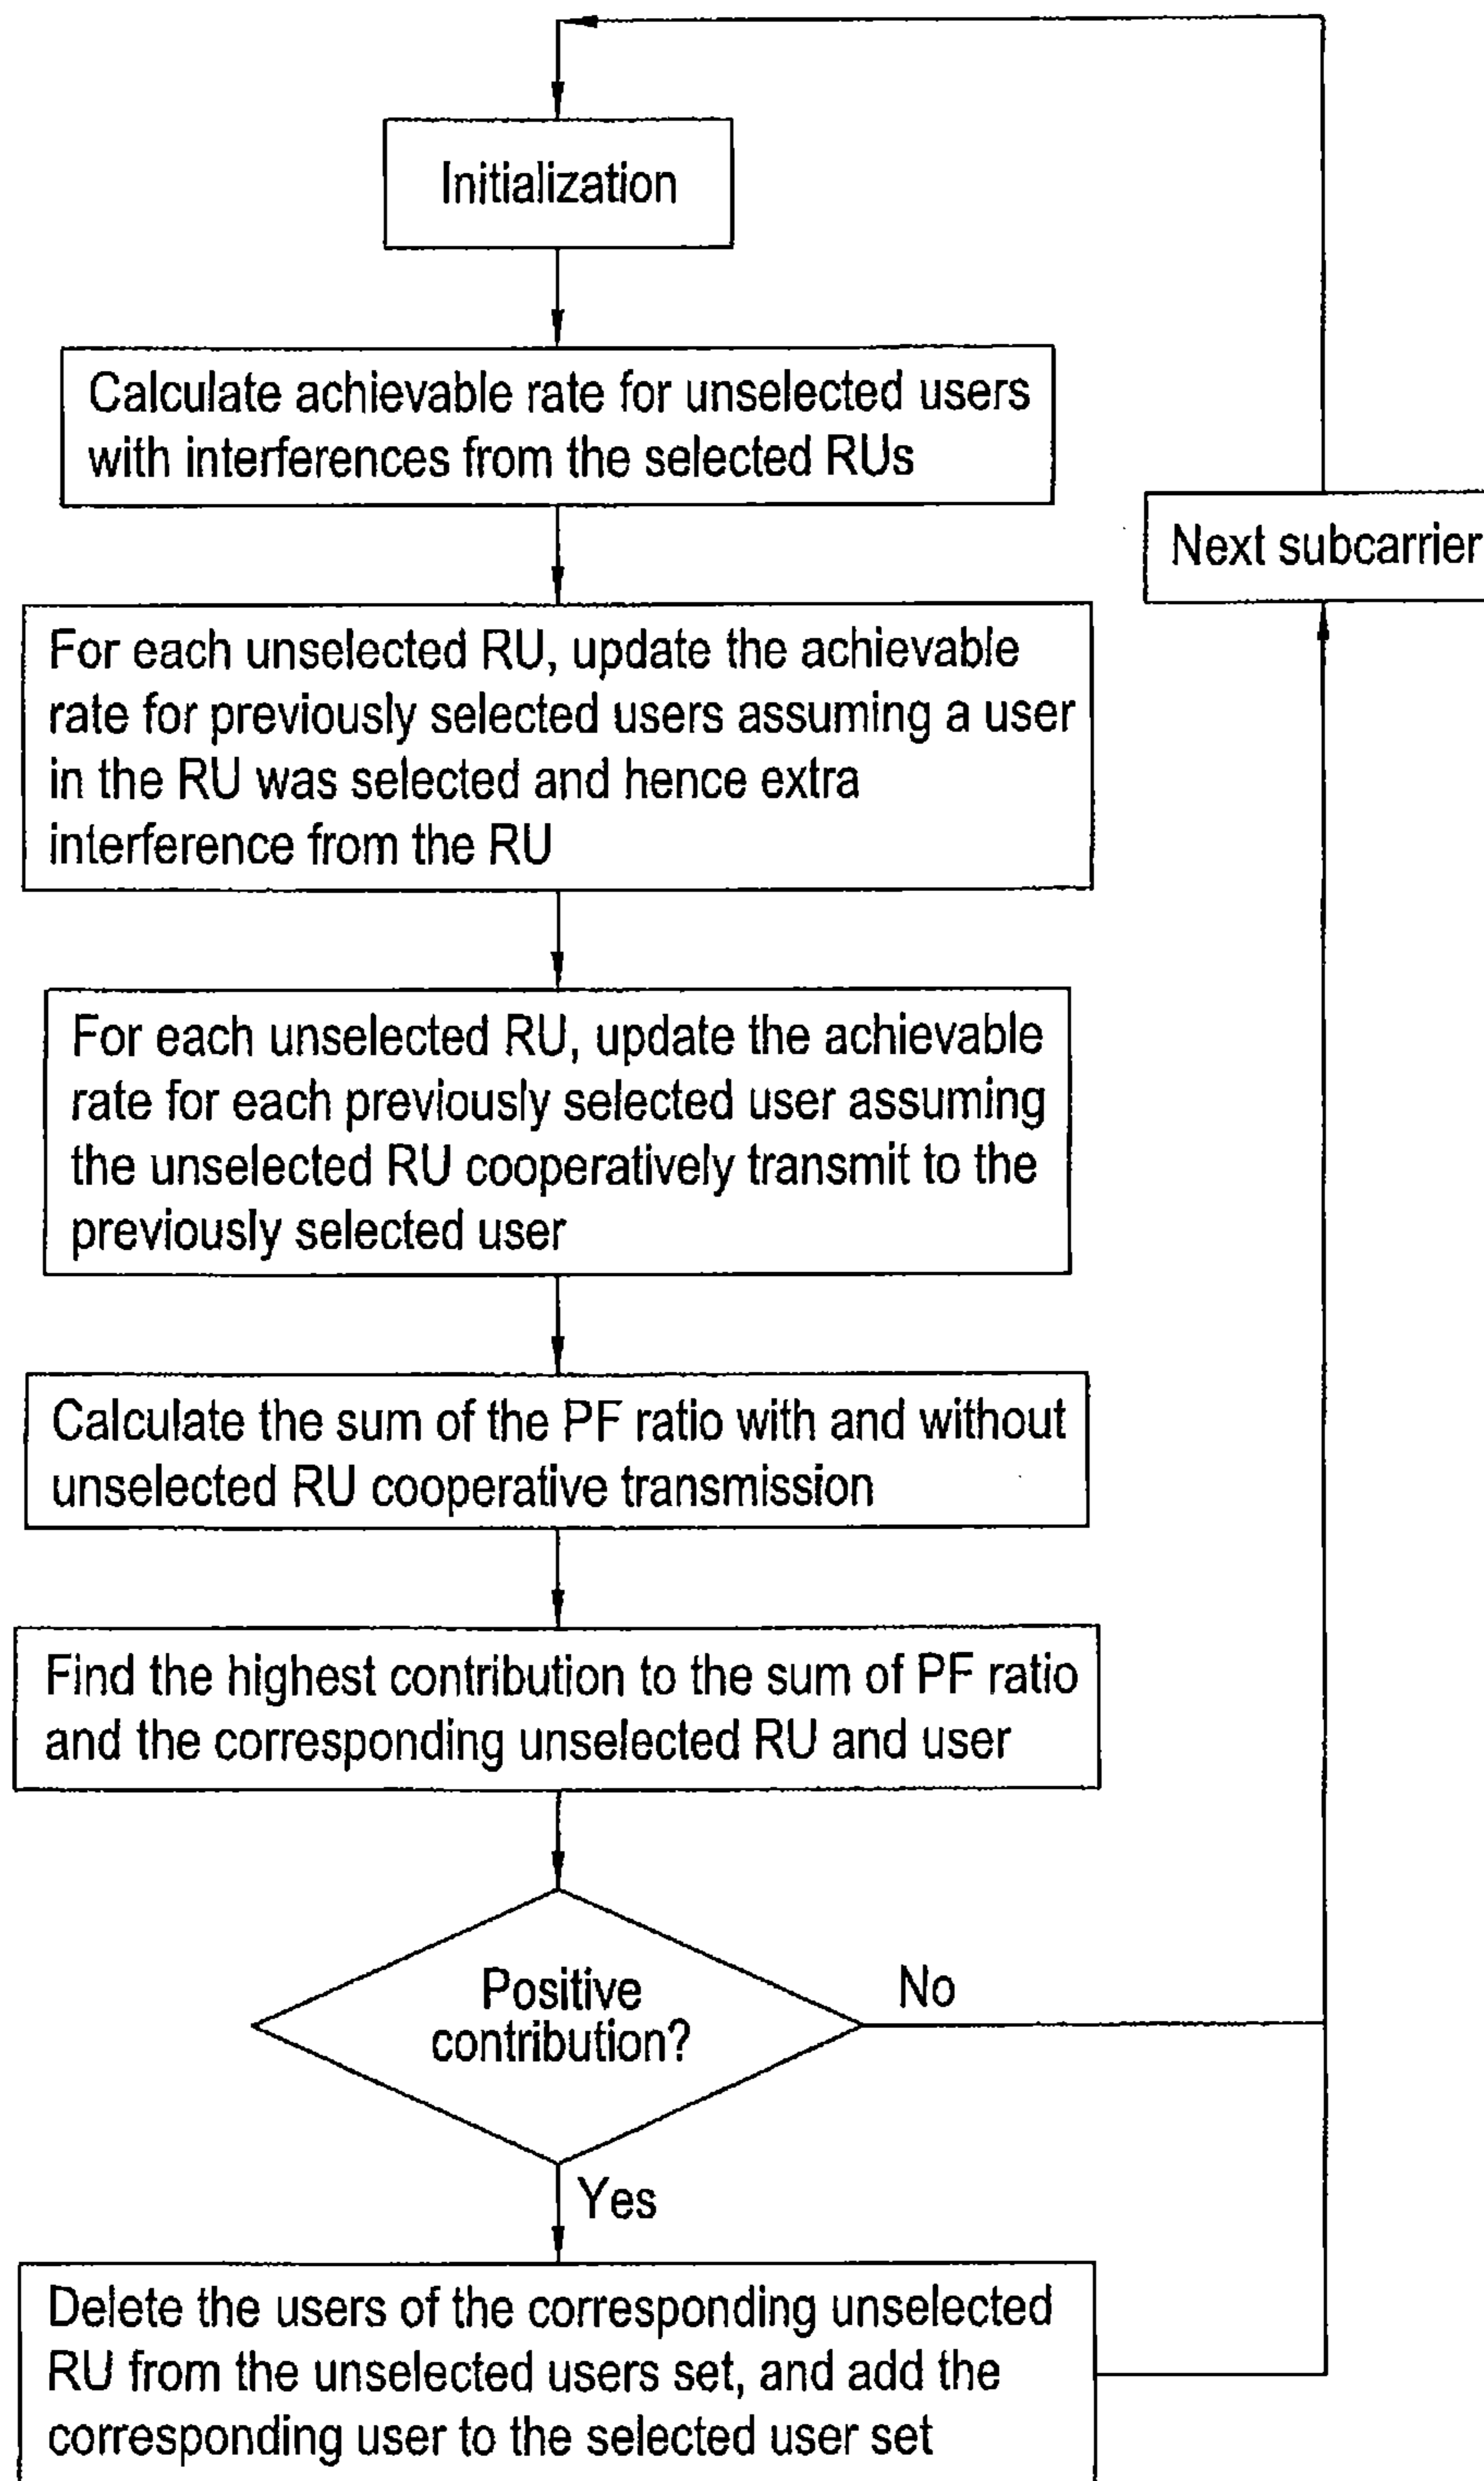 Initialization
Calculate achievable rate for unselected users
with interferences from the selected RUs
Next subcarrier
For each unselected RU, update the achievable
rate for previously selected users assuming a user
in the RU was selected and hence extra
interference from the RU
For each unselected RU, update the achievable
rate for each previously selected user assuming
the unselected RU cooperatively transmit to the
previously selected user
Calculate the sum of the PF ratio with and without
unselected RU cooperative transmission
Find the highest contribution to the sum of PF ratio
and the corresponding unselected RU and user
Positive
contribution?
No
Yes
Delete the users of the corresponding unselected
RU from the unselected users set, and add the
corresponding user to the selected user set